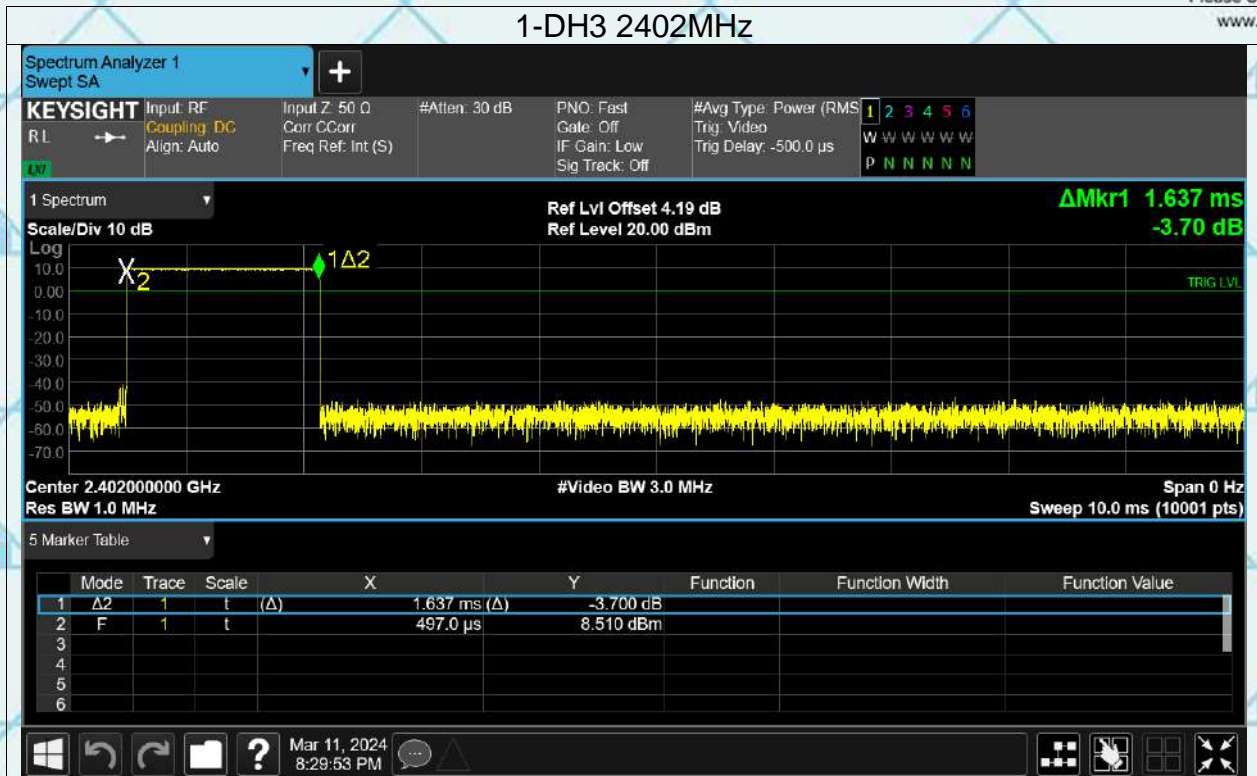 www.
1-DH3 2402MHz
Spectrum Analyzer 1
Swept SA
+
KEYSIGHT
RL
LXI
Input: RF
Coupling: DC
Align: Auto
Input Z: 50 Ω
Corr CCorr
Freq Ref: Int (S)
#Atten: 30 dB
PNO: Fast
Gate: Off
IF Gain: Low
Sig Track: Off
#Avg Type: Power (RMS
Trig: Video
Trig Delay: -500.0 µs
1 2 3 4 5 6
W W W W W W
P N N N N N
1 Spectrum
Scale/Div 10 dB
Ref Lvl Offset 4.19 dB
Ref Level 20.00 dBm
ΔMkr1 1.637 ms
-3.70 dB
Log
10.0
0.00
-10.0
-20.0
-30.0
-40.0
-50.0
-60.0
-70.0
X2
1Δ2
TRIG LVL
Center 2.402000000 GHz
#Video BW 3.0 MHz
Span 0 Hz
Res BW 1.0 MHz
Sweep 10.0 ms (10001 pts)
5 Marker Table
Mode Trace Scale X Y Function Function Width Function Value
1 Δ2 1 t (Δ) 1.637 ms (Δ) -3.700 dB
2 F 1 t 497.0 µs 8.510 dBm
3
4
5
6
?
Mar 11, 2024
8:29:53 PM